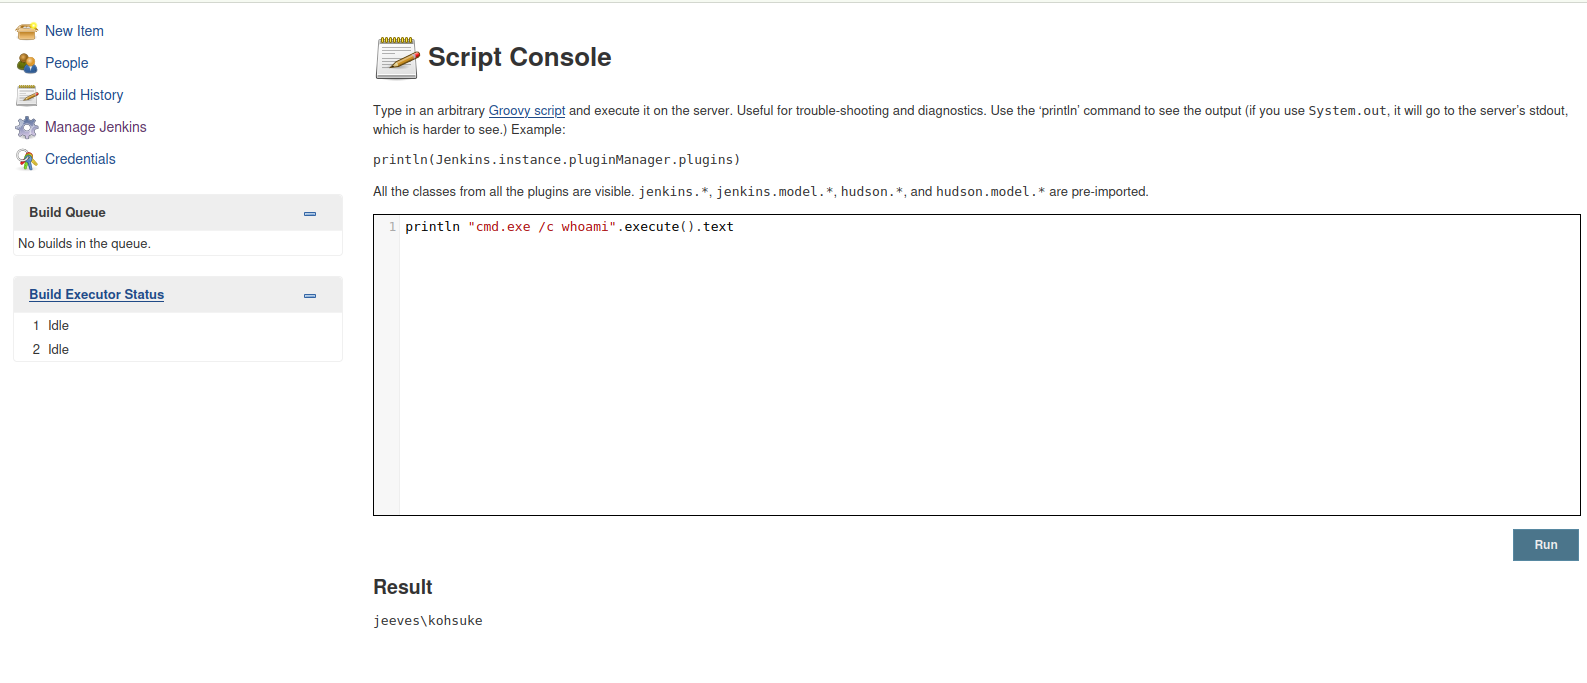 New Item
People
Build History
Manage Jenkins
Credentials
Build Queue
No builds in the queue.
Build Executor Status
1 Idle
2 Idle
Script Console
Type in an arbitrary Groovy script and execute it on the server. Useful for trouble-shooting and diagnostics. Use the ‘println’ command to see the output (if you use System.out, it will go to the server’s stdout,
which is harder to see.) Example:
println(Jenkins.instance.pluginManager.plugins)
All the classes from all the plugins are visible. jenkins.*, jenkins.model.*, hudson.*, and hudson.model.* are pre-imported.
1 println "cmd.exe /c whoami".execute().text
Run
Result
jeeves\kohsuke